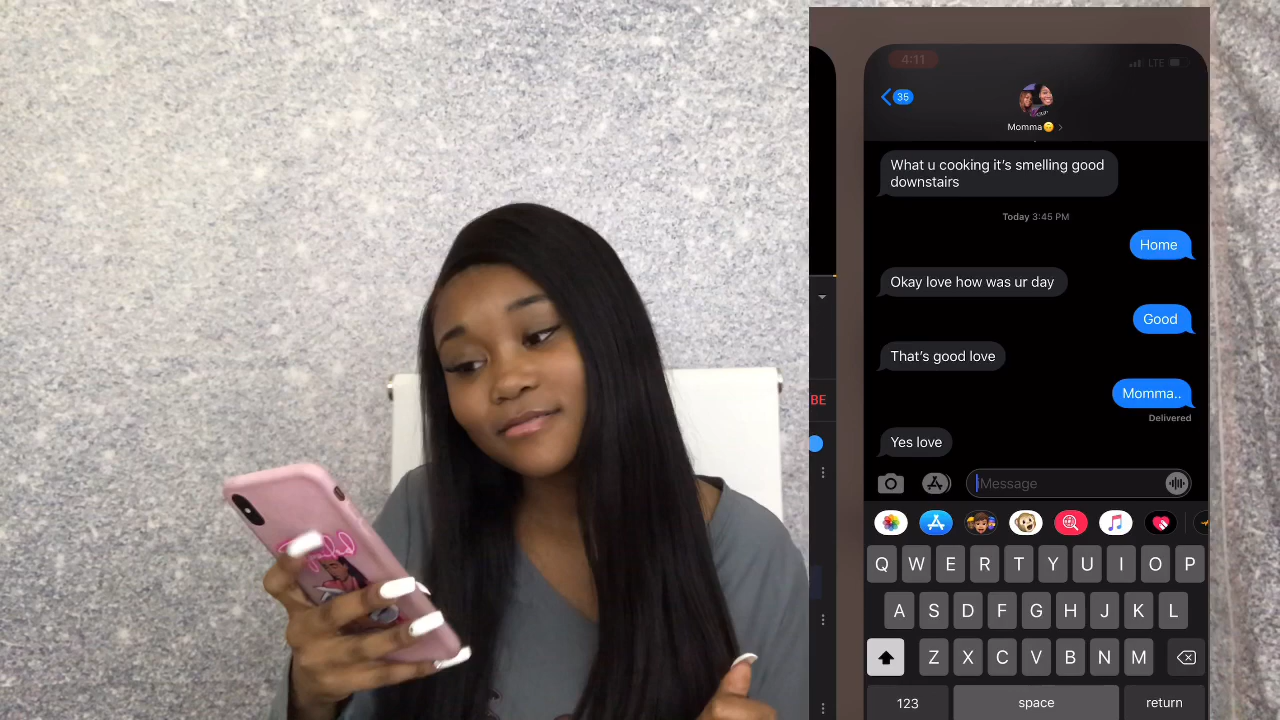 4:11
LTE
35
Momma
What u cooking it's smelling good
downstairs
Today 3:45 PM
Home
Okay love how was ur day
Good
That's good love
BE
Momma..
Delivered
Yes love
Message
Q W E R T Y U I O P
A S D F G H J K L
Z X C V B N M
123 space return